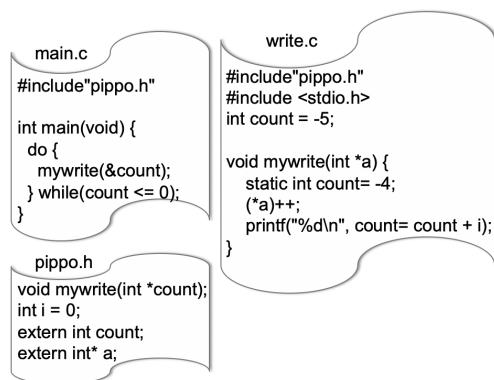 main.c
#include"pippo.h"
int main(void) {
do {
mywrite(&count);
} while(count <= 0);
}
pippo.h
void mywrite(int *count);
int i = 0;
extern int count;
extern int* a;
write.c
#include"pippo.h"
#include <stdio.h>
int count = -5;
void mywrite(int *a) {
static int count= -4;
(*a)++;
printf("%d\n", count= count + i);
}